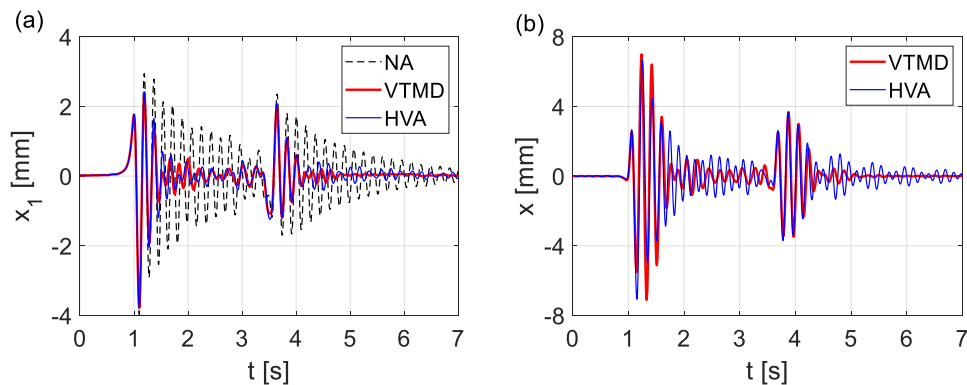 (a)
4
2
0
-2
-4
x1 [mm]
NA
VTMD
HVA
0 1 2 3 4 5 6 7
t [s]
(b)
8
4
0
-4
-8
x [mm]
VTMD
HVA
0 1 2 3 4 5 6 7
t [s]